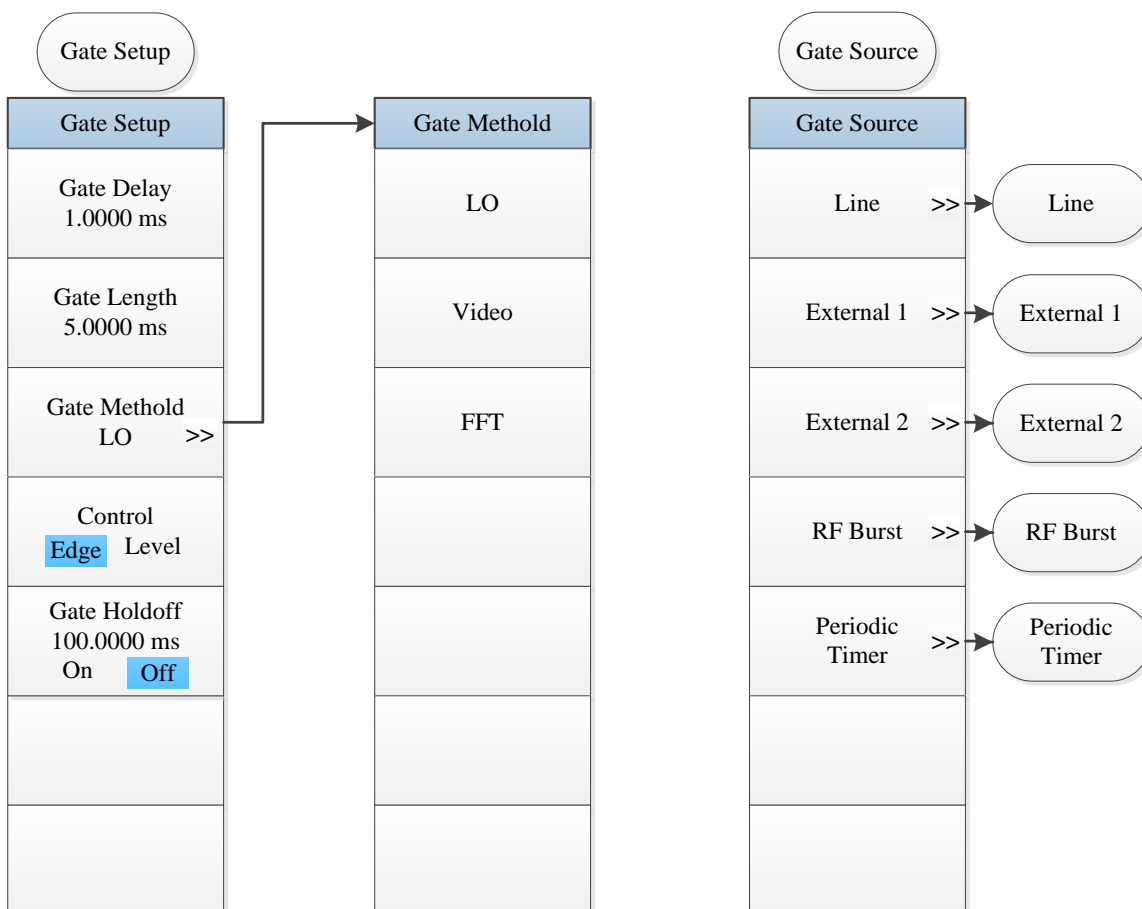 Gate Setup
Gate Setup
Gate Delay
1.0000 ms
Gate Length
5.0000 ms
Gate Methold
LO >>
Control
Edge Level
Gate Holdoff
100.0000 ms
On Off
Gate Methold
LO
Video
FFT
Gate Source
Gate Source
Line >>
Line
External 1 >>
External 1
External 2 >>
External 2
RF Burst >>
RF Burst
Periodic
Timer
>>
Periodic
Timer